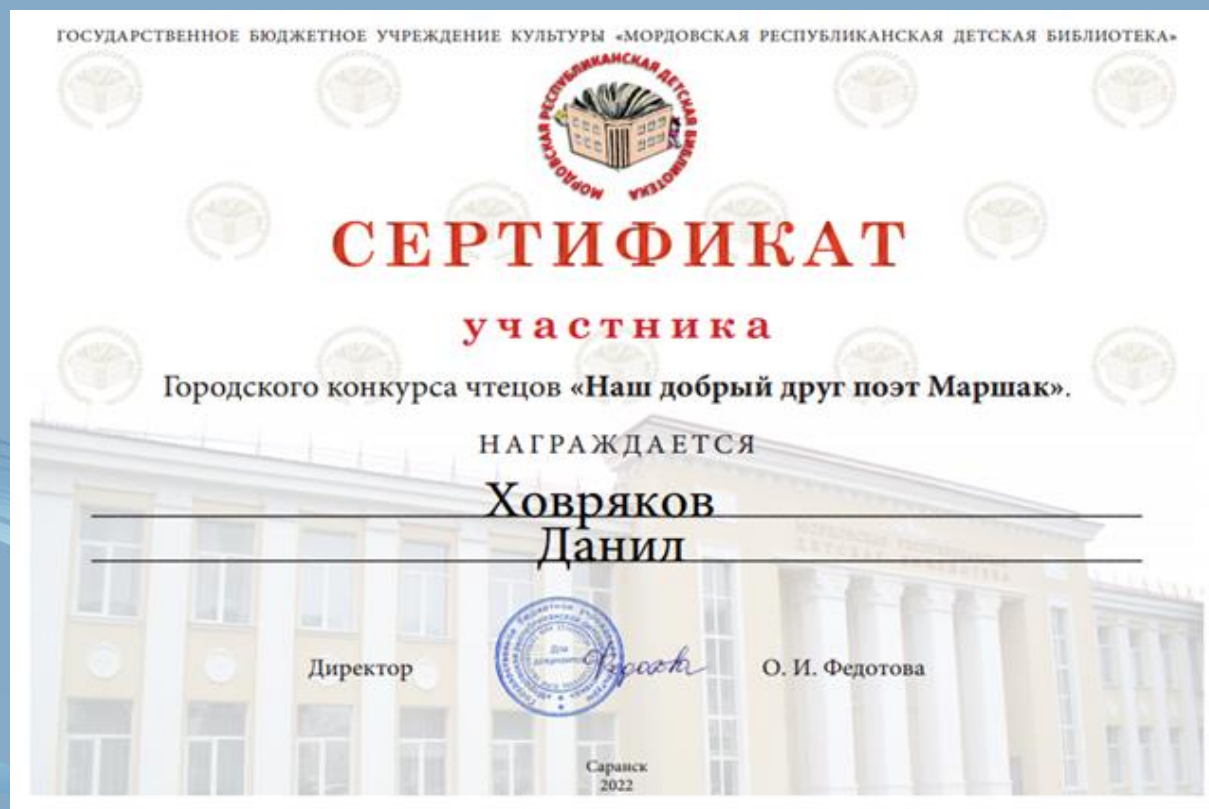 ГОСУДАРСТВЕННОЕ БЮДЖЕТНОЕ УЧРЕЖДЕНИЕ КУЛЬТУРЫ «МОРДОВСКАЯ РЕСПУБЛИКАНСКАЯ ДЕТСКАЯ БИБЛИОТЕКА»
МОРДОВСКАЯ РЕСПУБЛИКАНСКАЯ ДЕТСКАЯ БИБЛИОТЕКА
СЕРТИФИКАТ
участника
Городского конкурса чтецов «Наш добрый друг поэт Маршак».
НАГРАЖДАЕТСЯ
Ховряков
Данил
Для
документов
Директор
О. И. Федотова
Саранск
2022